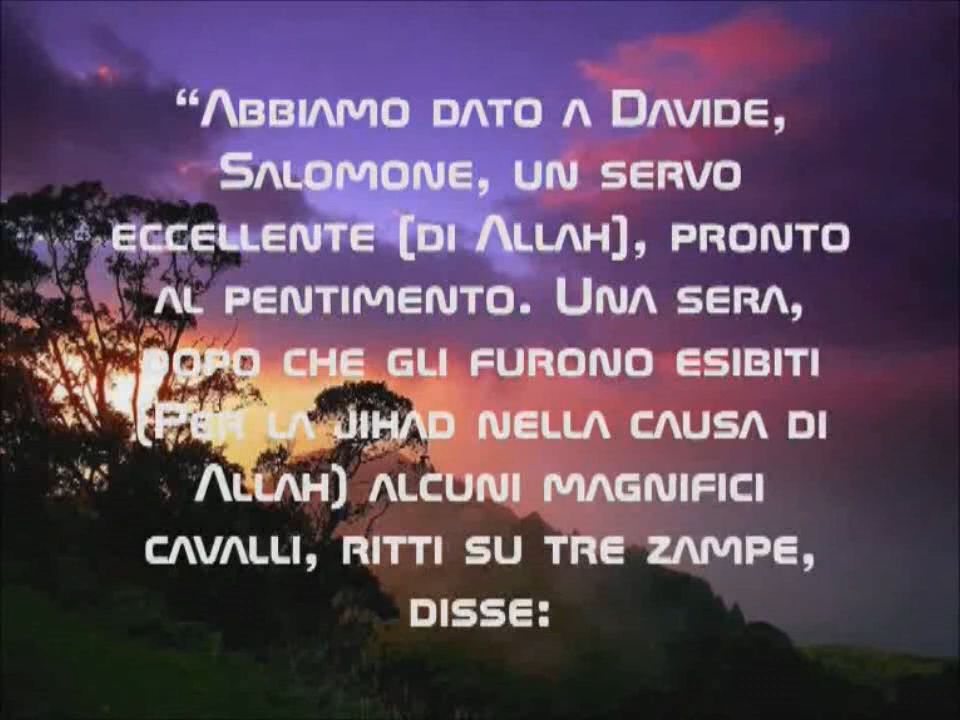 “Abbiamo dato a Davide,
Salomone, un servo
eccellente [di Allah], pronto
al pentimento. Una sera,
dopo che gli furono esibiti
(Per la jihad nella causa di
Allah) alcuni magnifici
cavalli, ritti su tre zampe,
disse: